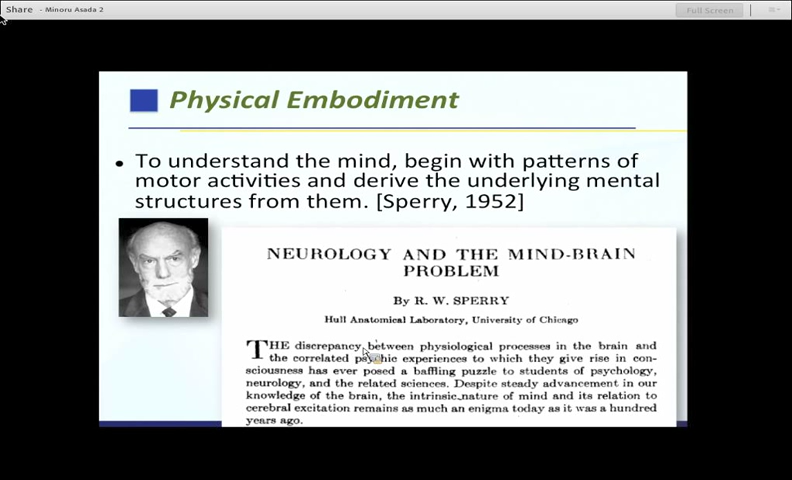 Share - Minoru Asada 2
Full Screen
Physical Embodiment
• To understand the mind, begin with patterns of
motor activities and derive the underlying mental
structures from them. [Sperry, 1952]
NEUROLOGY AND THE MIND-BRAIN
PROBLEM
By R. W. SPERRY
Hull Anatomical Laboratory, University of Chicago
THE discrepancy between physiological processes in the brain and
the correlated psychic experiences to which they give rise in con-
sciousness has ever posed a baffling puzzle to students of psychology,
neurology, and the related sciences. Despite steady advancement in our
knowledge of the brain, the intrinsic nature of mind and its relation to
cerebral excitation remains as much an enigma today as it was a hundred
years ago.